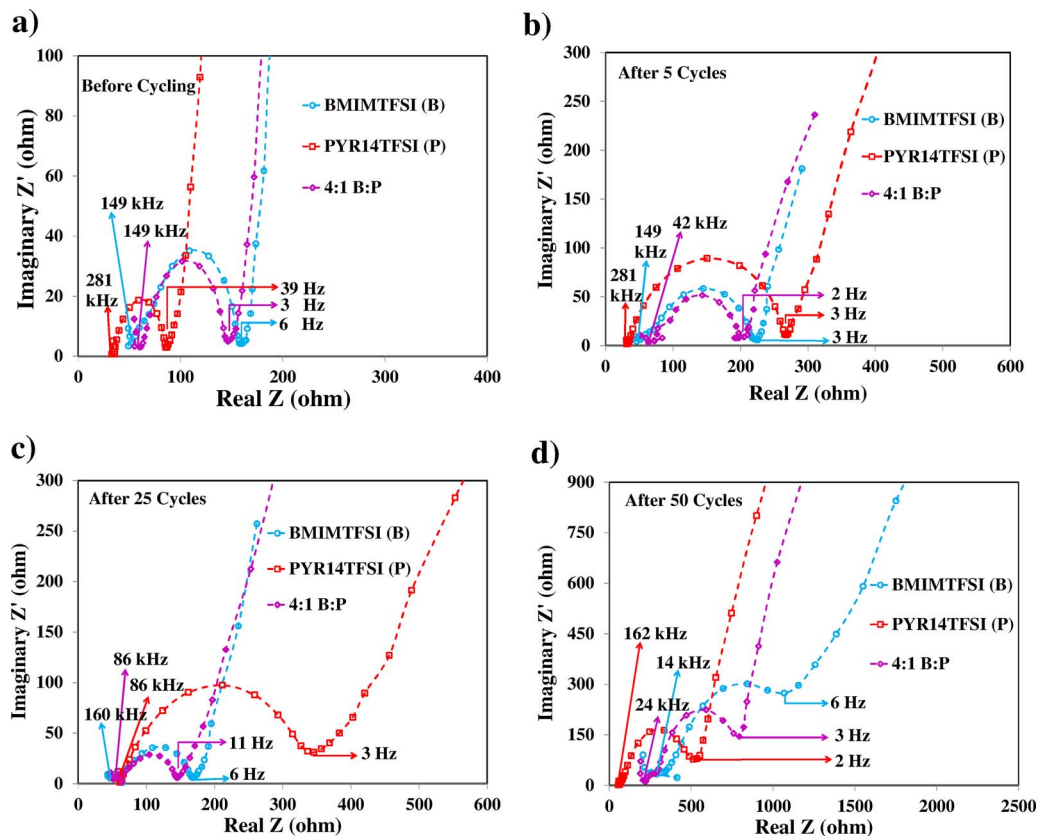 a)
100
80
60
40
20
0
Imaginary Z' (ohm)
Before Cycling
BMIMTFSI (B)
PYR14TFSI (P)
4:1 B:P
149 kHz
149 kHz
281
kHz
39 Hz
3 Hz
6 Hz
0 100 200 300 400
Real Z (ohm)
b)
300
250
200
150
100
50
0
Imaginary Z' (ohm)
After 5 Cycles
BMIMTFSI (B)
PYR14TFSI (P)
4:1 B:P
149
kHz
42 kHz
281
kHz
2 Hz
3 Hz
3 Hz
0 100 200 300 400 500 600
Real Z (ohm)
c)
300
250
200
150
100
50
0
Imaginary Z' (ohm)
After 25 Cycles
BMIMTFSI (B)
PYR14TFSI (P)
4:1 B:P
86 kHz
86 kHz
160 kHz
11 Hz
3 Hz
6 Hz
0 100 200 300 400 500 600
Real Z (ohm)
d)
900
750
600
450
300
150
0
Imaginary Z' (ohm)
After 50 Cycles
BMIMTFSI (B)
PYR14TFSI (P)
4:1 B:P
162 kHz
14 kHz
24 kHz
6 Hz
3 Hz
2 Hz
0 500 1000 1500 2000 2500
Real Z (ohm)